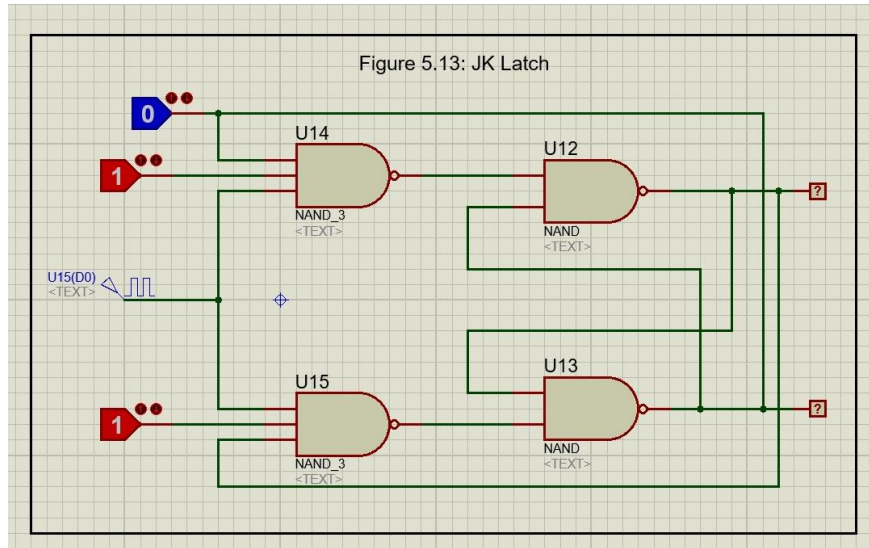 Figure 5.13: JK Latch
0
U14
1
NAND_3
<TEXT>
U12
NAND
<TEXT>
?
U15(D0)
<TEXT>
U15
1
NAND_3
<TEXT>
U13
NAND
<TEXT>
?